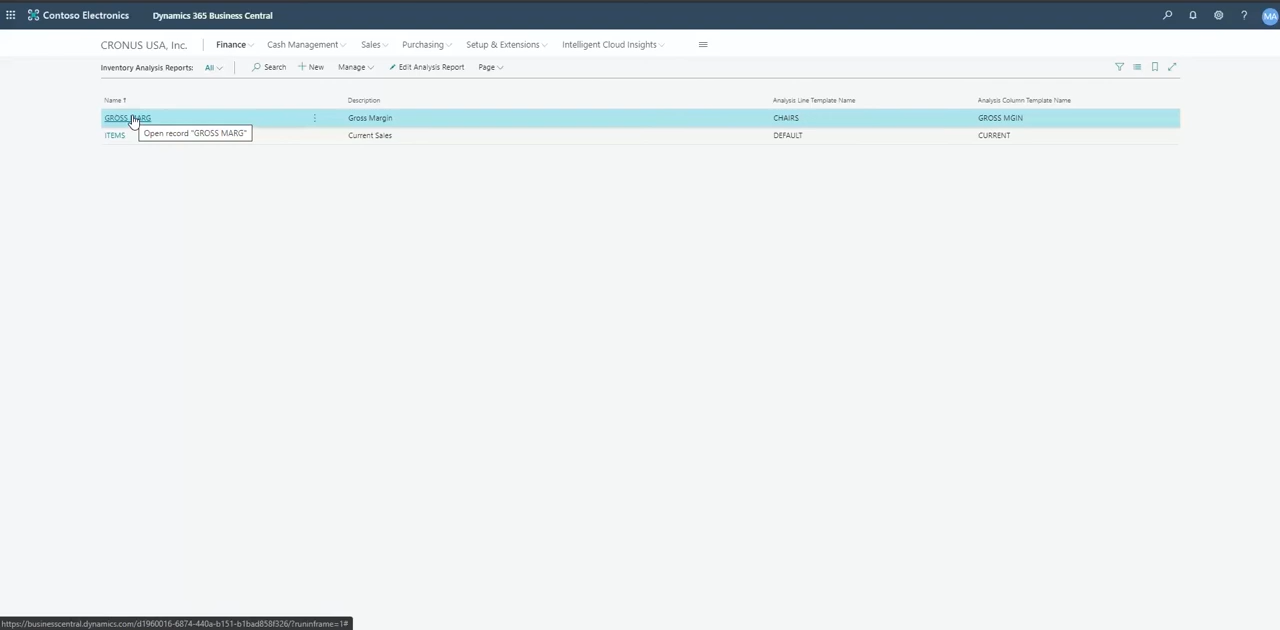 Contoso Electronics Dynamics 365 Business Central MA
CRONUS USA, Inc. Finance Cash Management Sales Purchasing Setup & Extensions Intelligent Cloud Insights
Inventory Analysis Reports: All Search + New Manage Edit Analysis Report Page
Name ↑ Description Analysis Line Template Name Analysis Column Template Name
GROSS MARG Gross Margin CHAIRS GROSS MGIN
Open record "GROSS MARG"
ITEMS Current Sales DEFAULT CURRENT
https://businesscentral.dynamics.com/d1960016-6874-440a-b151-b1bad858f326/?runinframe=1#